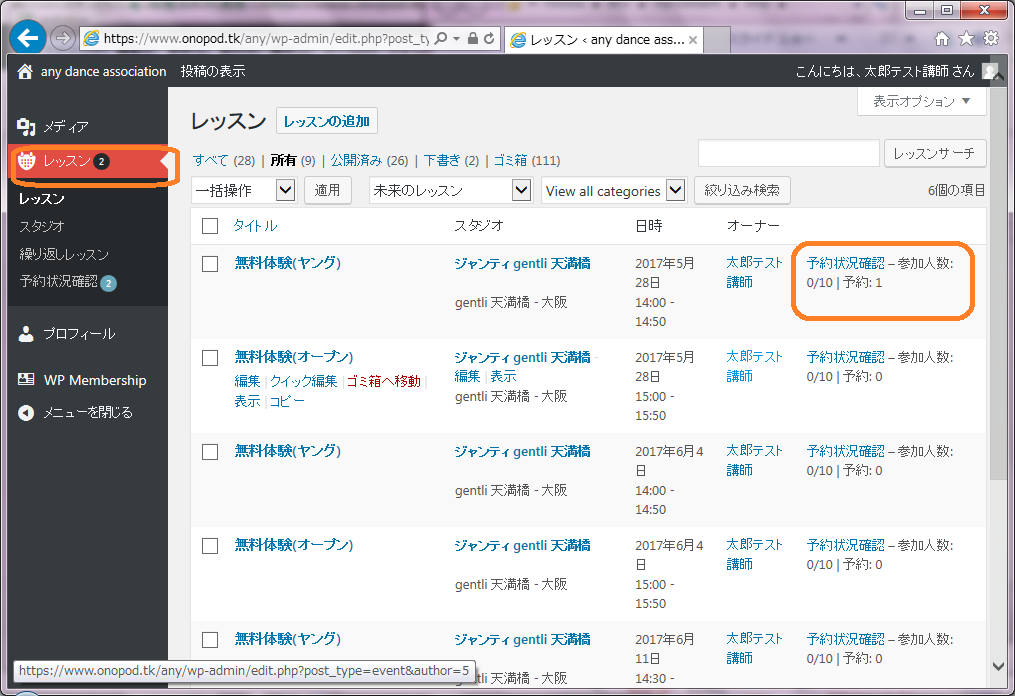 https://www.onopod.tk/any/wp-admin/edit.php?post_ty
レッスン ‹ any dance ass...
any dance association 投稿の表示
こんにちは、太郎テスト講師 さん
表示オプション
メディア
レッスン 2
レッスン
スタジオ
繰り返しレッスン
予約状況確認 2
プロフィール
WP Membership
メニューを閉じる
レッスン レッスンの追加
すべて (28) | 所有 (9) | 公開済み (26) | 下書き (2) | ゴミ箱 (111)
レッスンサーチ
一括操作 適用 未来のレッスン View all categories 絞り込み検索 6個の項目
タイトル スタジオ 日時 オーナー
無料体験(ヤング)
ジャンティ gentli 天満橋
gentli 天満橋 - 大阪
2017年5月
28日
14:00 -
14:50
太郎テスト
講師
予約状況確認 – 参加人数:
0/10 | 予約: 1
無料体験(オープン)
編集 | クイック編集 | ゴミ箱へ移動 |
表示 | コピー
ジャンティ gentli 天満橋
編集 | 表示
gentli 天満橋 - 大阪
2017年5月
28日
15:00 -
15:50
太郎テスト
講師
予約状況確認 – 参加人数:
0/10 | 予約: 0
無料体験(ヤング)
ジャンティ gentli 天満橋
gentli 天満橋 - 大阪
2017年6月4
日
14:00 -
14:50
太郎テスト
講師
予約状況確認 – 参加人数:
0/10 | 予約: 0
無料体験(オープン)
ジャンティ gentli 天満橋
gentli 天満橋 - 大阪
2017年6月4
日
15:00 -
15:50
太郎テスト
講師
予約状況確認 – 参加人数:
0/10 | 予約: 0
無料体験(ヤング)
ジャンティ gentli 天満橋
gentli 天満橋 - 大阪
2017年6月
11日
14:30 -
太郎テスト
講師
予約状況確認 – 参加人数:
0/10 | 予約: 0
https://www.onopod.tk/any/wp-admin/edit.php?post_type=event&author=5